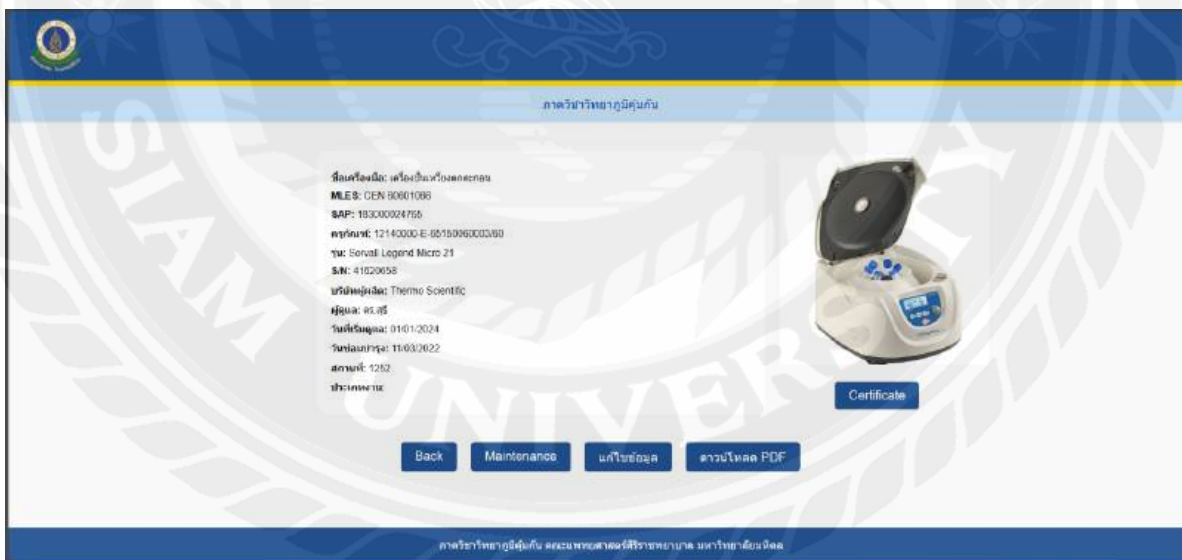 ภาควิชาวิทยาภูมิคุ้มกัน
ชื่อเครื่องมือ: เครื่องปั่นเหวี่ยงตกตะกอน
MLES: CEN-60601066
SAP: 183000024765
ครุภัณฑ์: 12140000-E-65150960003/60
รุ่น: Sorvall Legend Micro 21
S/N: 41620658
บริษัทผู้ผลิต: Thermo Scientific
ผู้ดูแล: ดร.สุรี
วันที่เริ่มดูแล: 01/01/2024
วันซ่อมบำรุง: 11/03/2022
สถานที่: 1252
ประเภทงาน:
Certificate
Back Maintenance แก้ไขข้อมูล ดาวน์โหลด PDF
ภาควิชาวิทยาภูมิคุ้มกัน คณะแพทยศาสตร์ศิริราชพยาบาล มหาวิทยาลัยมหิดล
SIAM UNIVERSITY